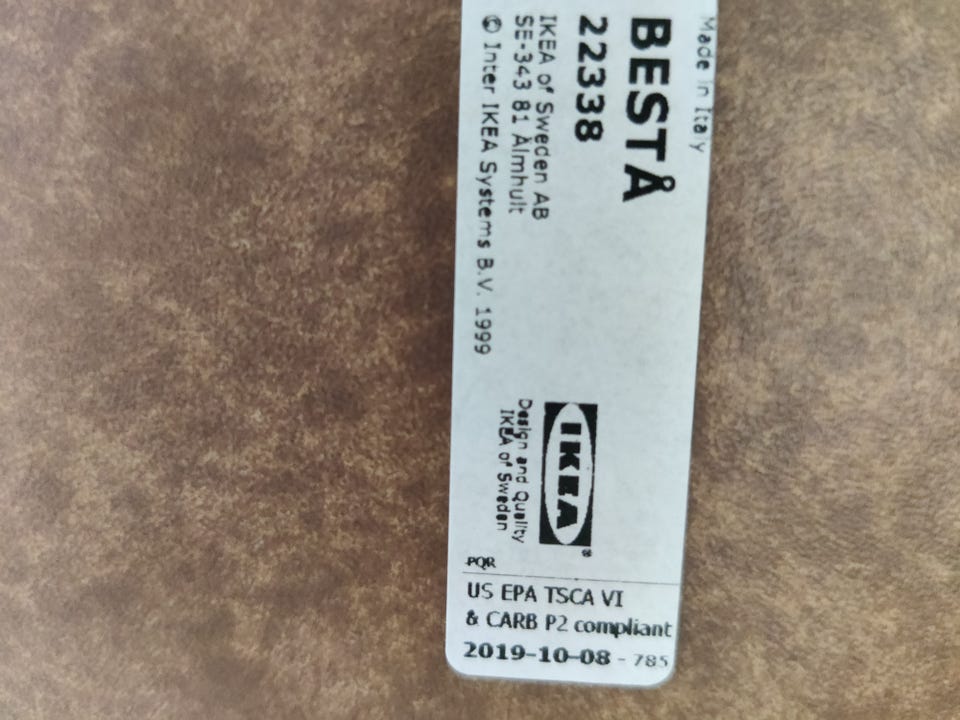 Made in Italy
BESTÅ
22338
IKEA of Sweden AB
SE-343 81 Älmhult
© Inter IKEA Systems B.V. 1999
IKEA®
Design and Quality
IKEA of Sweden
PQR
US EPA TSCA VI
& CARB P2 compliant
2019-10-08 - 785